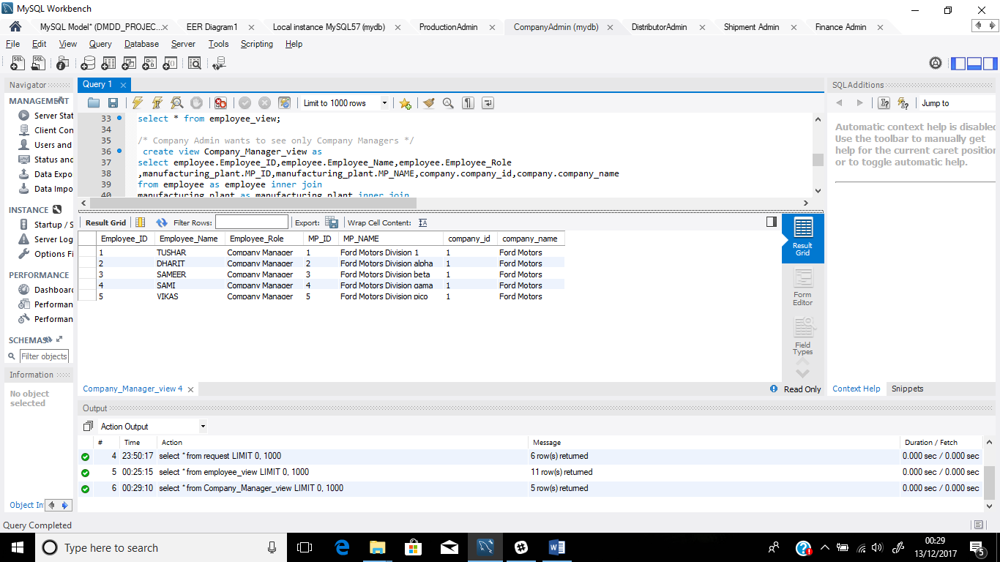 MySQL Workbench
MySQL Model* (DMDD_PROJEC... EER Diagram1 Local instance MySQL57 (mydb) ProductionAdmin CompanyAdmin (mydb) DistributorAdmin Shipment Admin Finance Admin
File Edit View Query Database Server Tools Scripting Help
Navigator
MANAGEMENT
Server Stat
Client Con
Users and
Status and
Data Expo
Data Impo
INSTANCE
Startup / S
Server Log
Options Fi
PERFORMANCE
Dashboard
Performan
Performan
SCHEMAS
Filter objects
Information
No object
selected
Object In
Query 1
Limit to 1000 rows
33 select * from employee_view;
34
35 /* Company Admin wants to see only Company Managers */
36 create view Company_Manager_view as
37 select employee.Employee_ID,employee.Employee_Name,employee.Employee_Role
38 ,manufacturing_plant.MP_ID,manufacturing_plant.MP_NAME,company.company_id,company.company_name
39 from employee as employee inner join
40 manufacturing_plant as manufacturing_plant inner join
Result Grid Filter Rows: Export: Wrap Cell Content: IA
Employee_ID Employee_Name Employee_Role MP_ID MP_NAME company_id company_name
1 TUSHAR Company Manager 1 Ford Motors Division 1 1 Ford Motors
2 DHARIT Company Manager 2 Ford Motors Division alpha 1 Ford Motors
3 SAMEER Company Manager 3 Ford Motors Division beta 1 Ford Motors
4 SAMI Company Manager 4 Ford Motors Division gama 1 Ford Motors
5 VIKAS Company Manager 5 Ford Motors Division pico 1 Ford Motors
Result
Grid
Form
Editor
Field
Types
Company_Manager_view 4
Read Only
SQLAdditions
Jump to
Automatic context help is disabled
Use the toolbar to manually get
help for the current caret position
or to toggle automatic help.
Context Help Snippets
Output
Action Output
# Time Action Message Duration / Fetch
4 23:50:17 select * from request LIMIT 0, 1000 6 row(s) returned 0.000 sec / 0.000 sec
5 00:25:15 select * from employee_view LIMIT 0, 1000 11 row(s) returned 0.000 sec / 0.000 sec
6 00:29:10 select * from Company_Manager_view LIMIT 0, 1000 5 row(s) returned 0.000 sec / 0.000 sec
Query Completed
Type here to search
00:29
13/12/2017
5